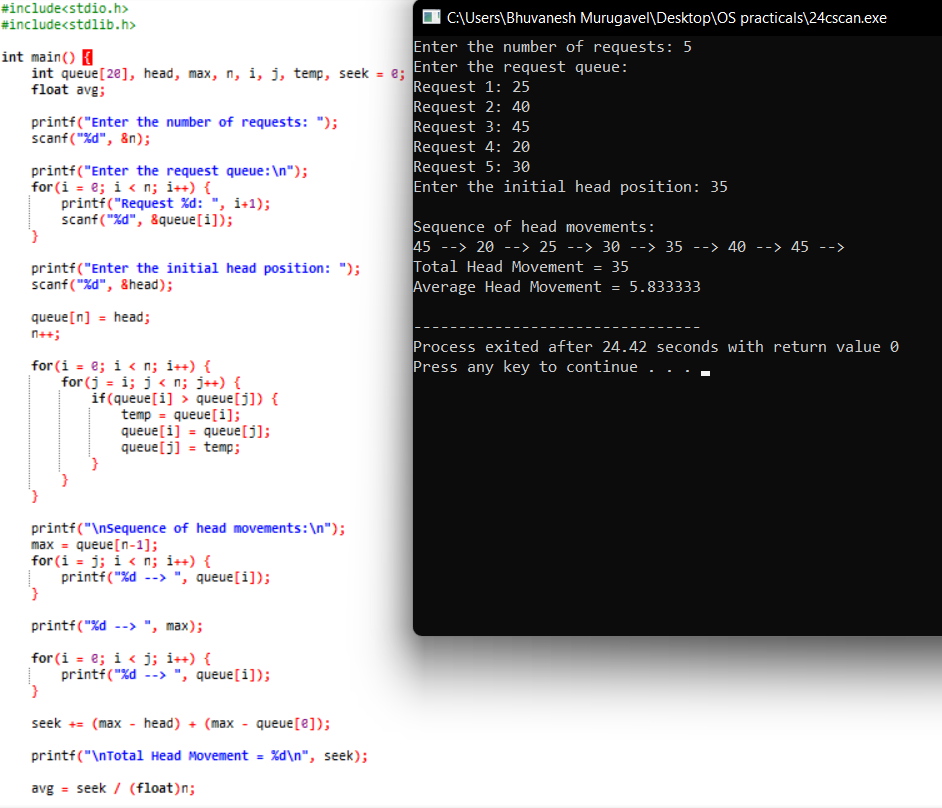 #include<stdio.h>
#include<stdlib.h>
int main() {
int queue[20], head, max, n, i, j, temp, seek = 0;
float avg;
printf("Enter the number of requests: ");
scanf("%d", &n);
printf("Enter the request queue:\n");
for(i = 0; i < n; i++) {
printf("Request %d: ", i+1);
scanf("%d", &queue[i]);
}
printf("Enter the initial head position: ");
scanf("%d", &head);
queue[n] = head;
n++;
for(i = 0; i < n; i++) {
for(j = i; j < n; j++) {
if(queue[i] > queue[j]) {
temp = queue[i];
queue[i] = queue[j];
queue[j] = temp;
}
}
}
printf("\nSequence of head movements:\n");
max = queue[n-1];
for(i = j; i < n; i++) {
printf("%d --> ", queue[i]);
}
printf("%d --> ", max);
for(i = 0; i < j; i++) {
printf("%d --> ", queue[i]);
}
seek += (max - head) + (max - queue[0]);
printf("\nTotal Head Movement = %d\n", seek);
avg = seek / (float)n;
C:\Users\Bhuvanesh Murugavel\Desktop\OS practicals\24cscan.exe
Enter the number of requests: 5
Enter the request queue:
Request 1: 25
Request 2: 40
Request 3: 45
Request 4: 20
Request 5: 30
Enter the initial head position: 35
Sequence of head movements:
45 --> 20 --> 25 --> 30 --> 35 --> 40 --> 45 -->
Total Head Movement = 35
Average Head Movement = 5.833333
--------------------------------
Process exited after 24.42 seconds with return value 0
Press any key to continue . . .